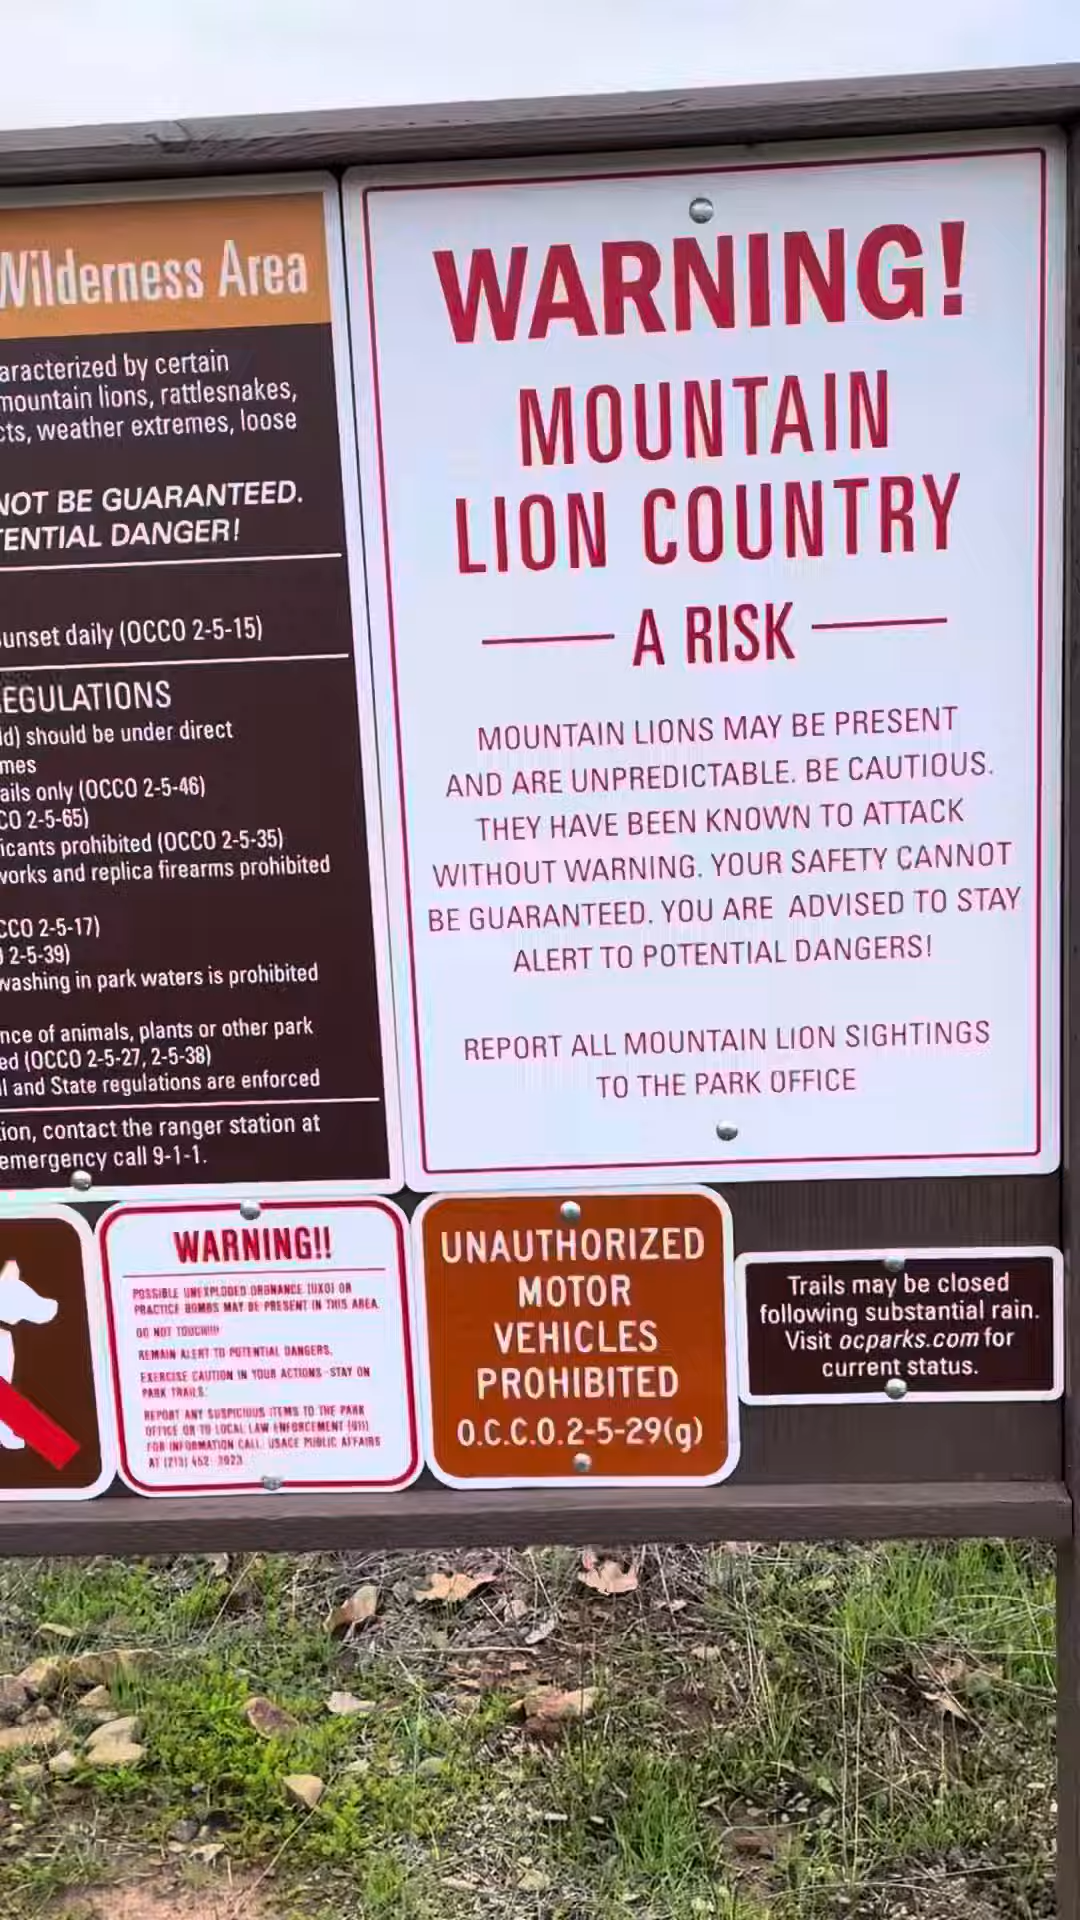 Wilderness Area
aracterized by certain
mountain lions, rattlesnakes,
cts, weather extremes, loose
NOT BE GUARANTEED.
TENTIAL DANGER!
sunset daily (OCCO 2-5-15)
EGULATIONS
ld) should be under direct
mes
ails only (OCCO 2-5-46)
CO 2-5-65)
icants prohibited (OCCO 2-5-35)
works and replica firearms prohibited
CCO 2-5-17)
2-5-39)
washing in park waters is prohibited
nce of animals, plants or other park
ed (OCCO 2-5-27, 2-5-38)
l and State regulations are enforced
ion, contact the ranger station at
emergency call 9-1-1.
WARNING!
MOUNTAIN
LION COUNTRY
A RISK
MOUNTAIN LIONS MAY BE PRESENT
AND ARE UNPREDICTABLE. BE CAUTIOUS.
THEY HAVE BEEN KNOWN TO ATTACK
WITHOUT WARNING. YOUR SAFETY CANNOT
BE GUARANTEED. YOU ARE ADVISED TO STAY
ALERT TO POTENTIAL DANGERS!
REPORT ALL MOUNTAIN LION SIGHTINGS
TO THE PARK OFFICE
WARNING!!
POSSIBLE UNEXPLODED ORDNANCE (UXO) OR
PRACTICE BOMBS MAY BE PRESENT IN THIS AREA.
DO NOT TOUCH!!!
REMAIN ALERT TO POTENTIAL DANGERS.
EXERCISE CAUTION IN YOUR ACTIONS - STAY ON
PARK TRAILS.
REPORT ANY SUSPICIOUS ITEMS TO THE PARK
OFFICE OR TO LOCAL LAW ENFORCEMENT (911)
FOR INFORMATION CALL: USACE PUBLIC AFFAIRS
AT (213) 452-
UNAUTHORIZED
MOTOR
VEHICLES
PROHIBITED
O.C.C.O.2-5-29(g)
Trails may be closed
following substantial rain.
Visit ocparks.com for
current status.